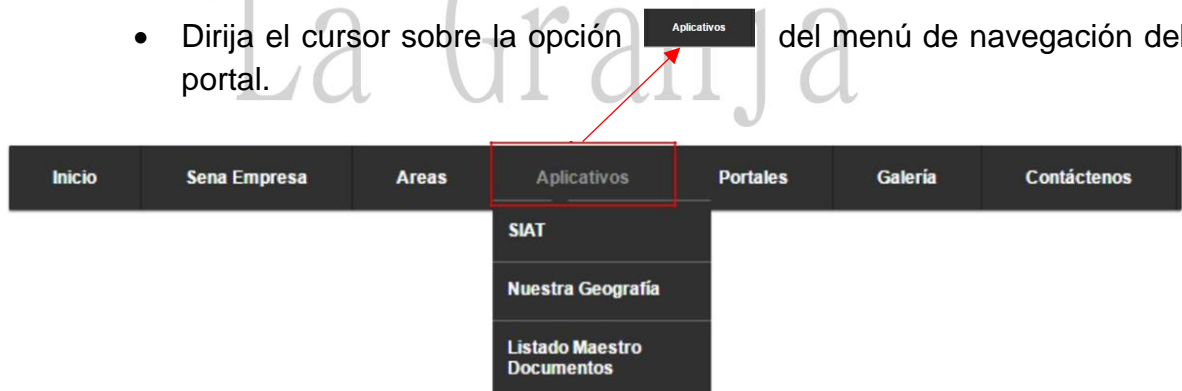 La Granja
• Dirija el cursor sobre la opción Aplicativos del menú de navegación del
portal.
Inicio Sena Empresa Areas Aplicativos Portales Galería Contáctenos
SIAT
Nuestra Geografía
Listado Maestro
Documentos